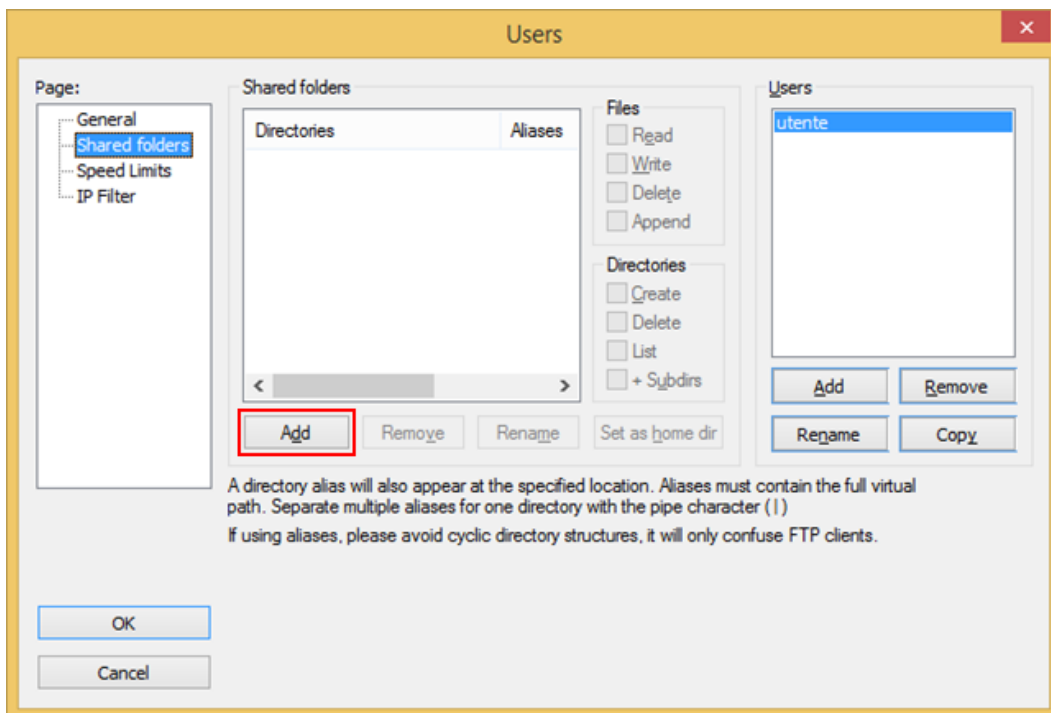 Users
Page:
General
Shared folders
Speed Limits
IP Filter
Shared folders
Directories Aliases
Files
Read
Write
Delete
Append
Directories
Create
Delete
List
+ Subdirs
Add Remove Rename Set as home dir
Users
utente
Add Remove
Rename Copy
A directory alias will also appear at the specified location. Aliases must contain the full virtual
path. Separate multiple aliases for one directory with the pipe character (|)
If using aliases, please avoid cyclic directory structures, it will only confuse FTP clients.
OK
Cancel